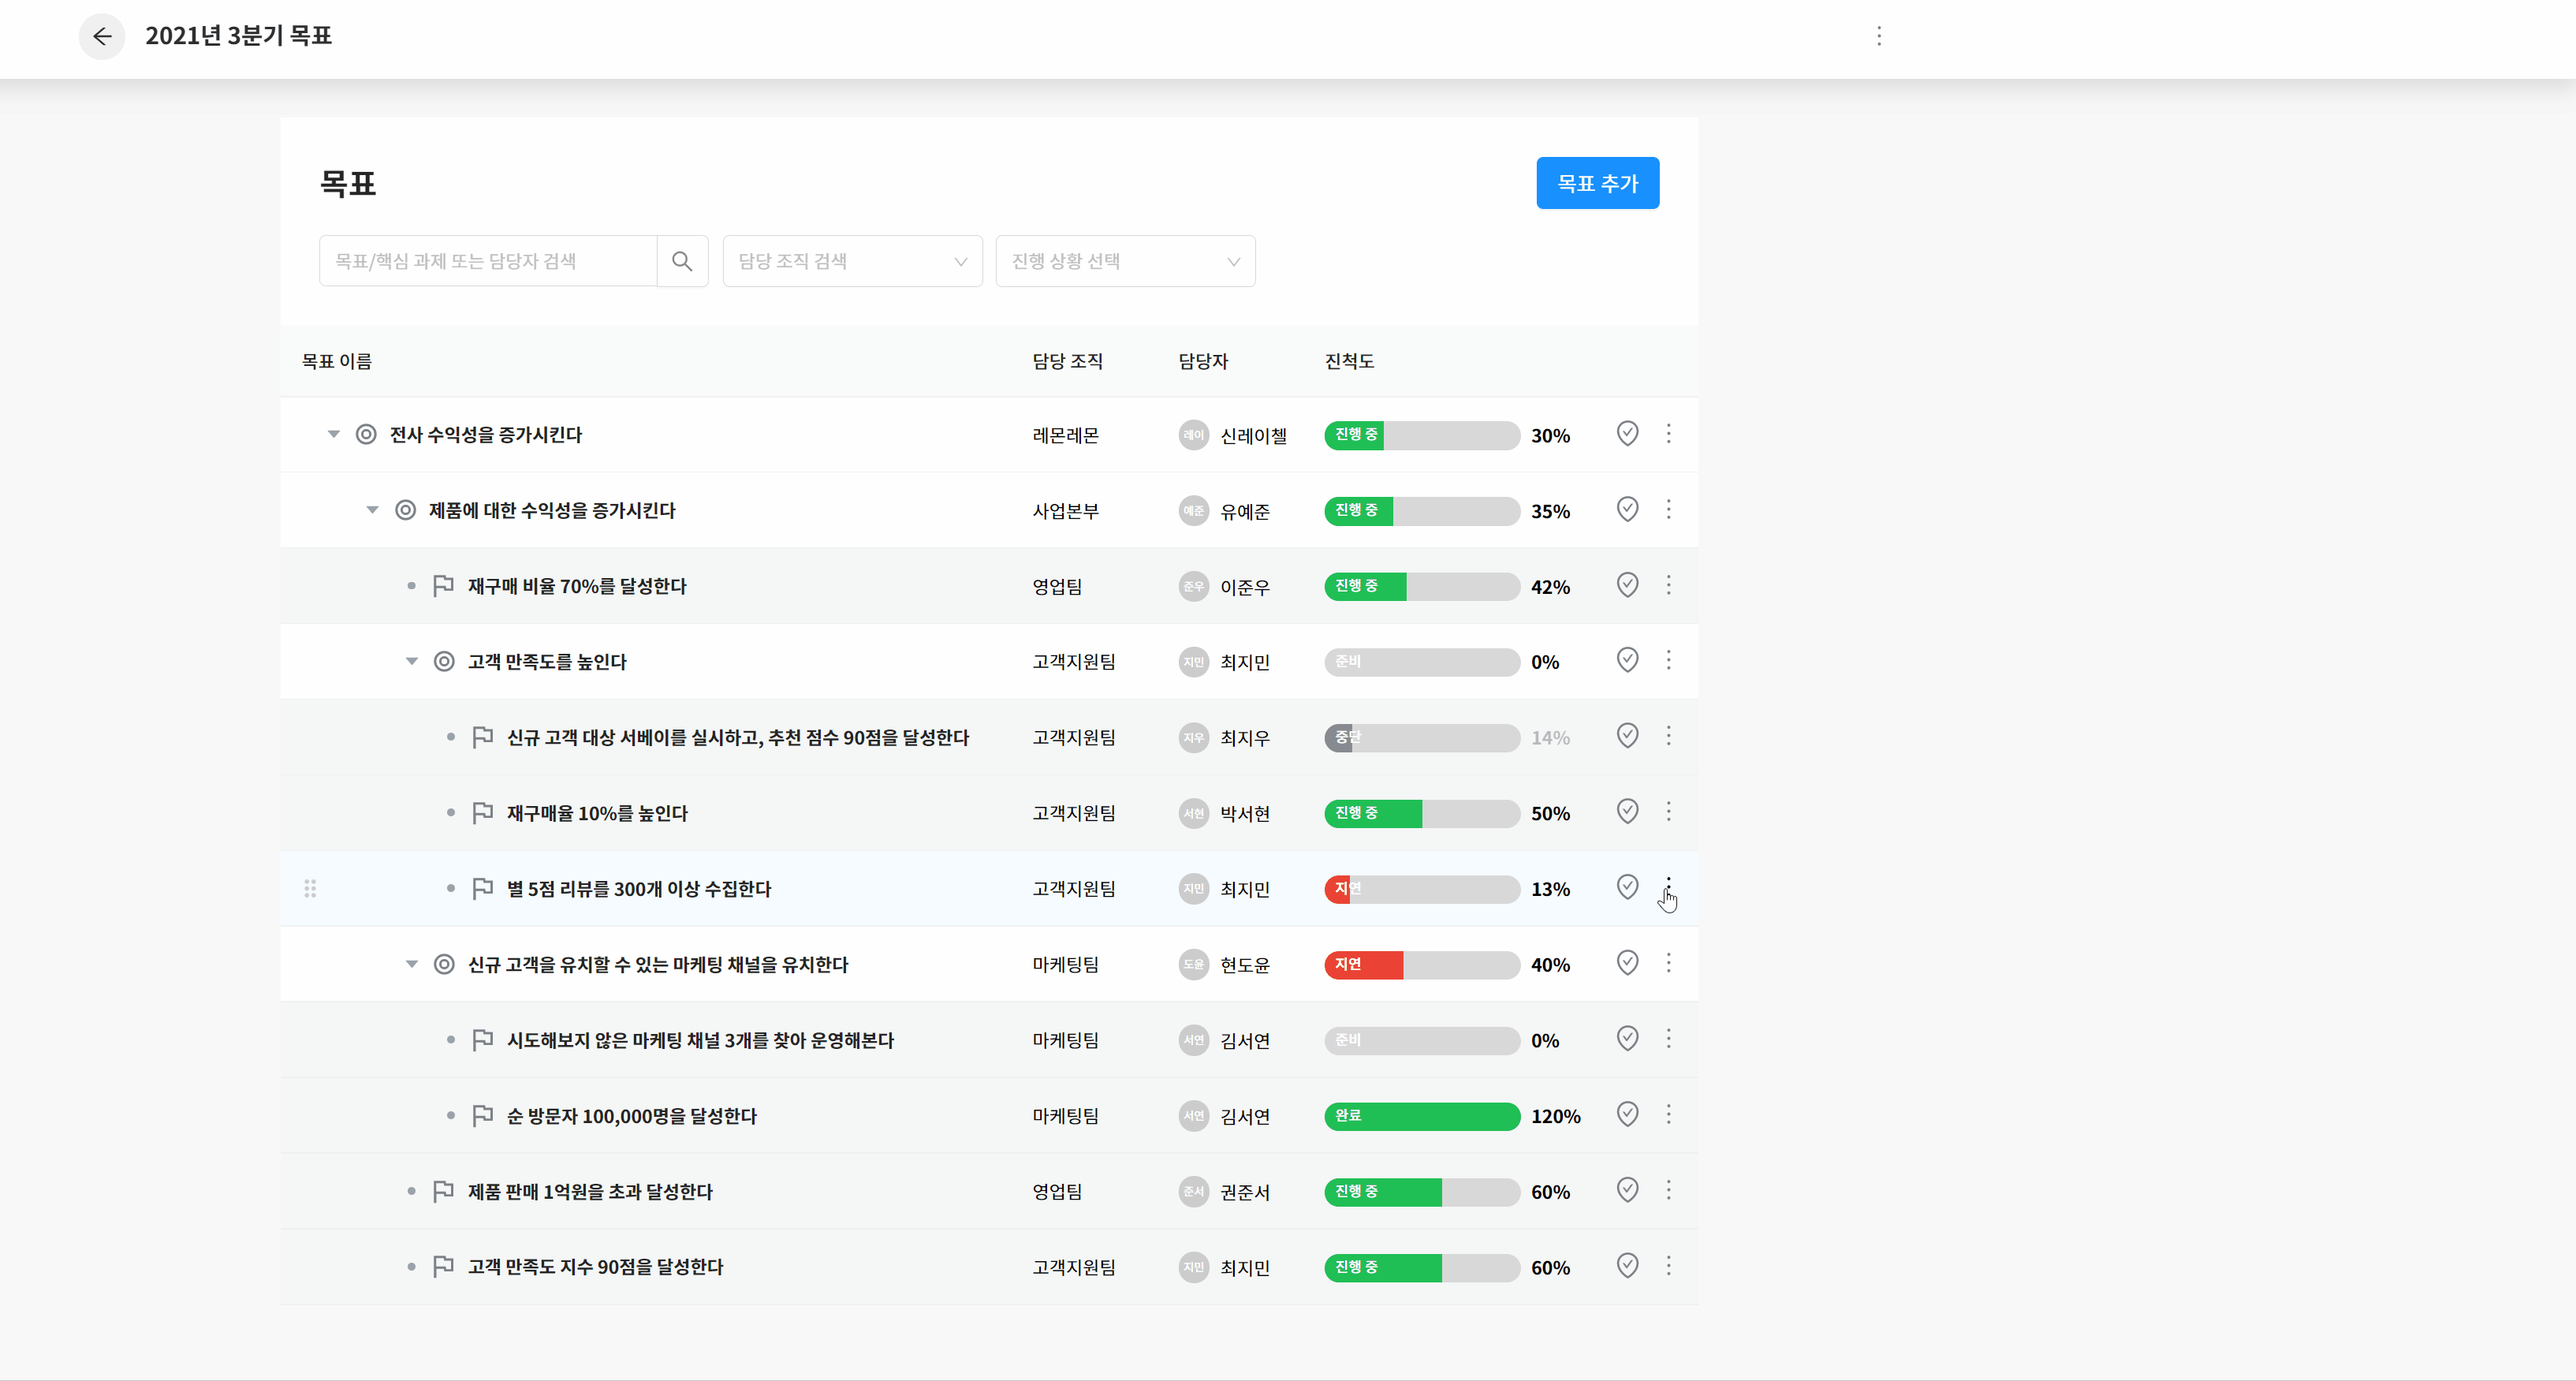 2021년 3분기 목표
목표
목표 추가
목표/핵심 과제 또는 담당자 검색 담당 조직 검색 진행 상황 선택
목표 이름 담당 조직 담당자 진척도
전사 수익성을 증가시킨다 레몬레몬 레이 신레이첼 진행 중 30%
제품에 대한 수익성을 증가시킨다 사업본부 예준 유예준 진행 중 35%
재구매 비율 70%를 달성한다 영업팀 준우 이준우 진행 중 42%
고객 만족도를 높인다 고객지원팀 지민 최지민 준비 0%
신규 고객 대상 서베이를 실시하고, 추천 점수 90점을 달성한다 고객지원팀 지우 최지우 중단 14%
재구매율 10%를 높인다 고객지원팀 서현 박서현 진행 중 50%
별 5점 리뷰를 300개 이상 수집한다 고객지원팀 지민 최지민 지연 13%
신규 고객을 유치할 수 있는 마케팅 채널을 유치한다 마케팅팀 도윤 현도윤 지연 40%
시도해보지 않은 마케팅 채널 3개를 찾아 운영해본다 마케팅팀 서연 김서연 준비 0%
순 방문자 100,000명을 달성한다 마케팅팀 서연 김서연 완료 120%
제품 판매 1억원을 초과 달성한다 영업팀 준서 권준서 진행 중 60%
고객 만족도 지수 90점을 달성한다 고객지원팀 지민 최지민 진행 중 60%